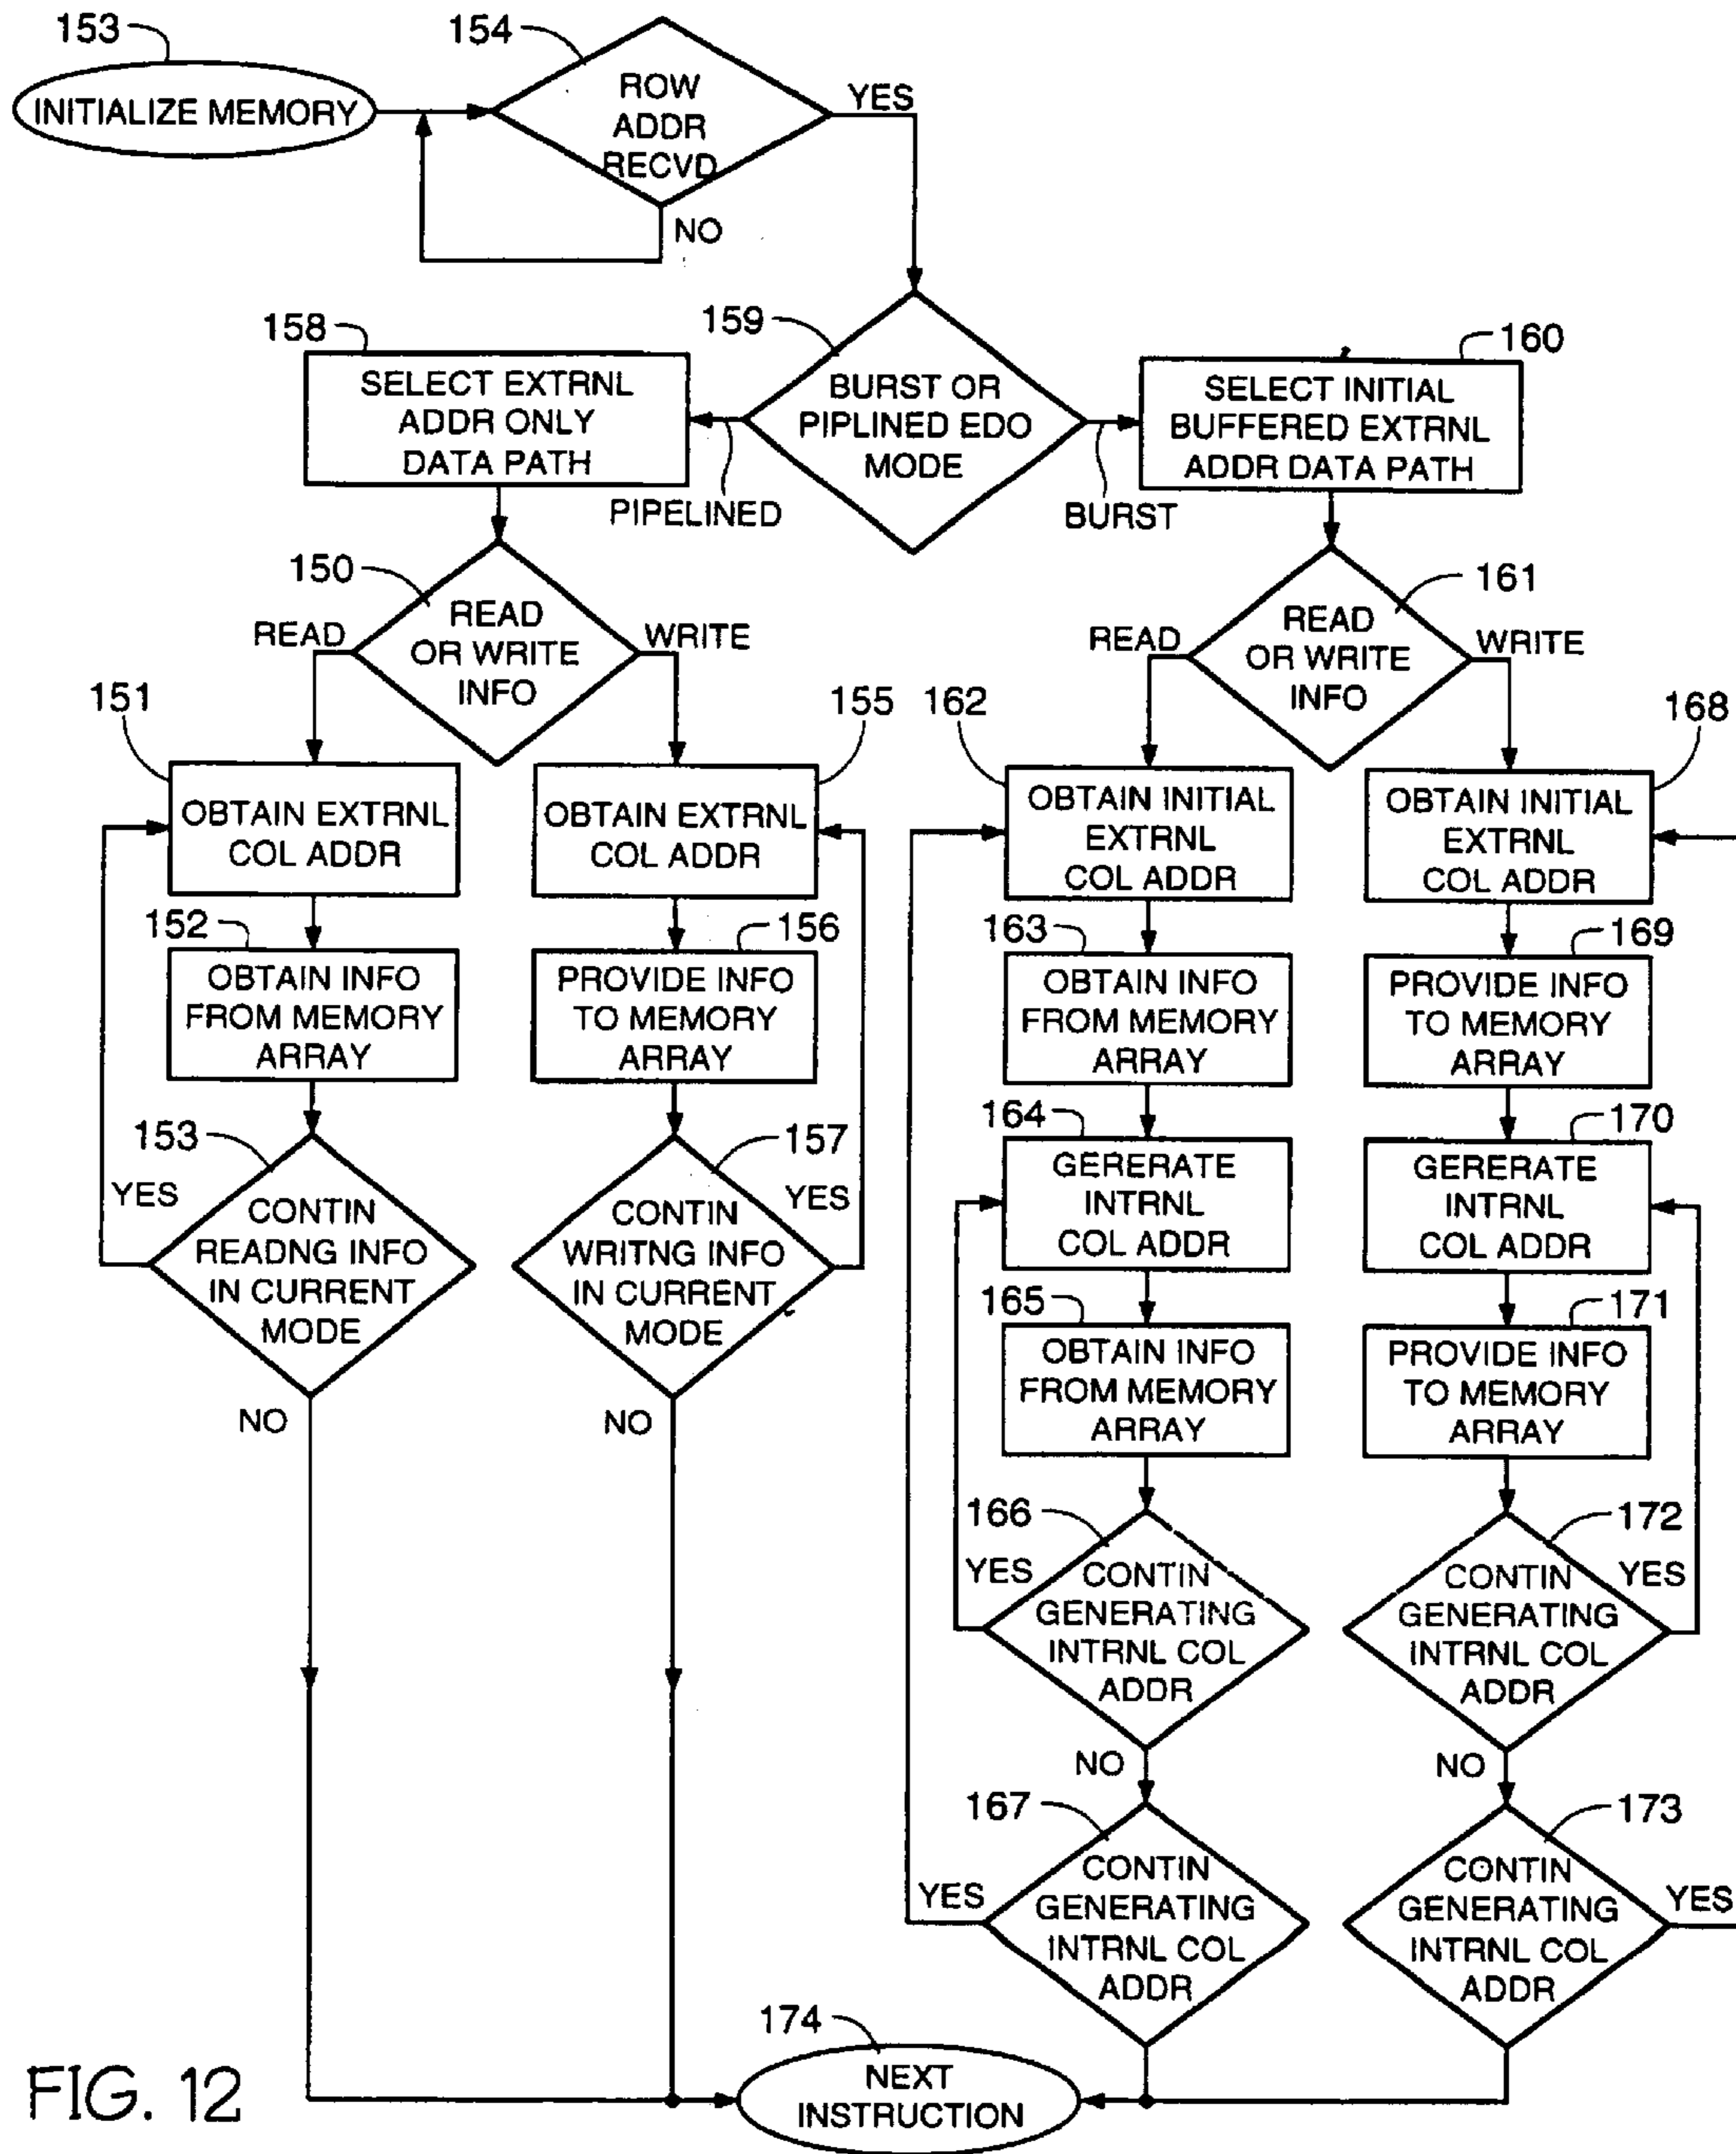 153
INITIALIZE MEMORY
154
ROW
ADDR
RECVD
YES
NO
158
SELECT EXTRNL
ADDR ONLY
DATA PATH
159
BURST OR
PIPLINED EDO
MODE
160
SELECT INITIAL
BUFFERED EXTRNL
ADDR DATA PATH
PIPELINED
BURST
150
READ
OR WRITE
INFO
READ
WRITE
161
READ
OR WRITE
INFO
READ
WRITE
151
OBTAIN EXTRNL
COL ADDR
155
OBTAIN EXTRNL
COL ADDR
162
OBTAIN INITIAL
EXTRNL
COL ADDR
168
OBTAIN INITIAL
EXTRNL
COL ADDR
152
OBTAIN INFO
FROM MEMORY
ARRAY
156
PROVIDE INFO
TO MEMORY
ARRAY
163
OBTAIN INFO
FROM MEMORY
ARRAY
169
PROVIDE INFO
TO MEMORY
ARRAY
153
YES
CONTIN
READNG INFO
IN CURRENT
MODE
NO
157
YES
CONTIN
WRITNG INFO
IN CURRENT
MODE
NO
164
GERERATE
INTRNL
COL ADDR
170
GERERATE
INTRNL
COL ADDR
165
OBTAIN INFO
FROM MEMORY
ARRAY
171
PROVIDE INFO
TO MEMORY
ARRAY
166
YES
CONTIN
GENERATING
INTRNL COL
ADDR
NO
172
YES
CONTIN
GENERATING
INTRNL COL
ADDR
NO
167
YES
CONTIN
GENERATING
INTRNL COL
ADDR
173
YES
CONTIN
GENERATING
INTRNL COL
ADDR
174
NEXT
INSTRUCTION
FIG. 12